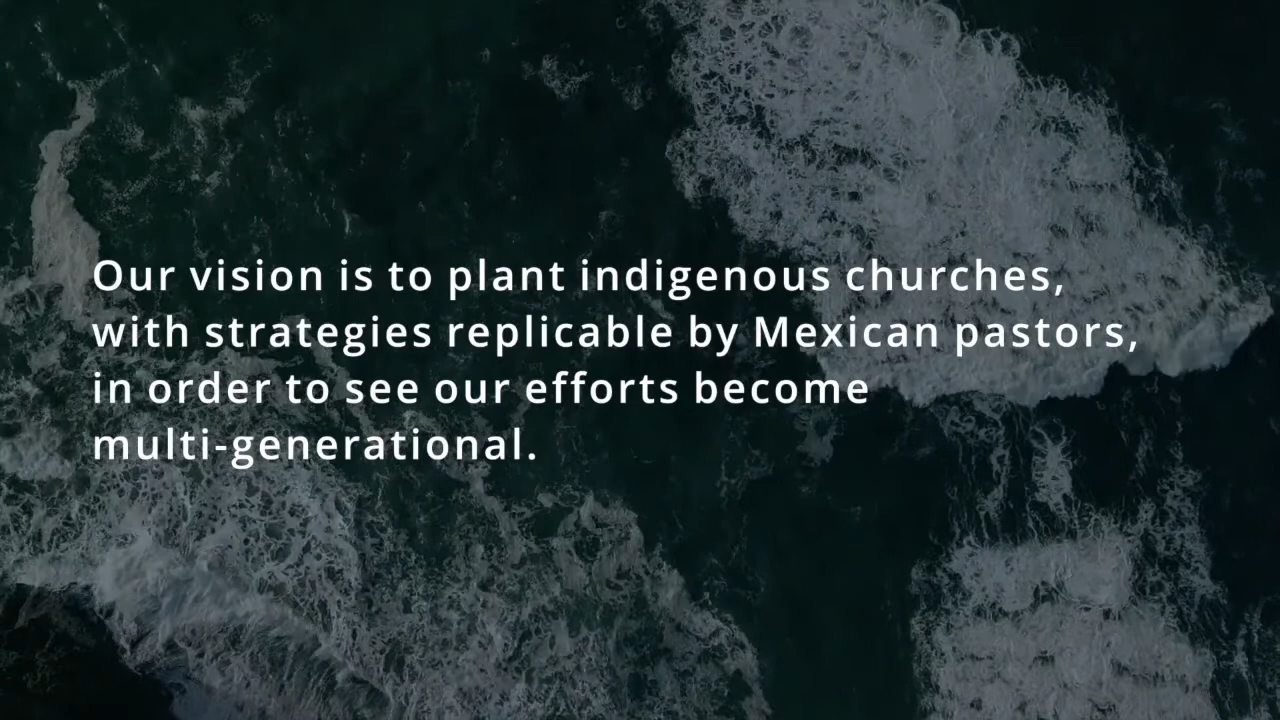 Our vision is to plant indigenous churches,
with strategies replicable by Mexican pastors,
in order to see our efforts become
multi-generational.